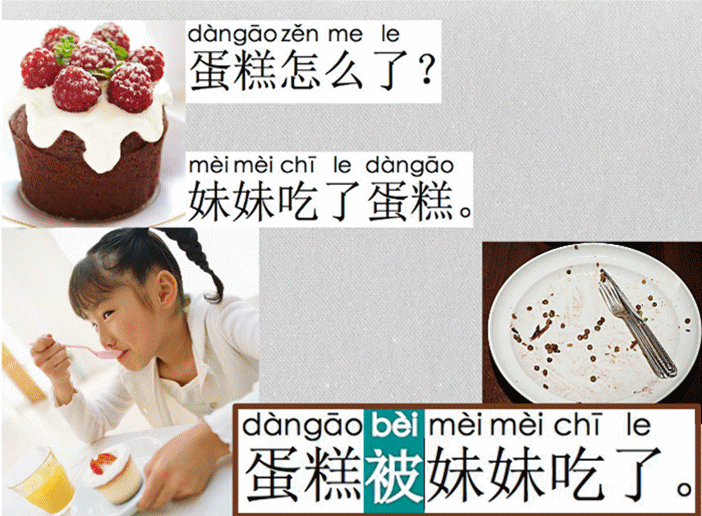 dàngāo zěn me le
蛋糕怎么了？
mèi mèi chī le dàngāo
妹妹吃了蛋糕。
dàngāo bèi mèi mèi chī le
蛋糕被妹妹吃了。